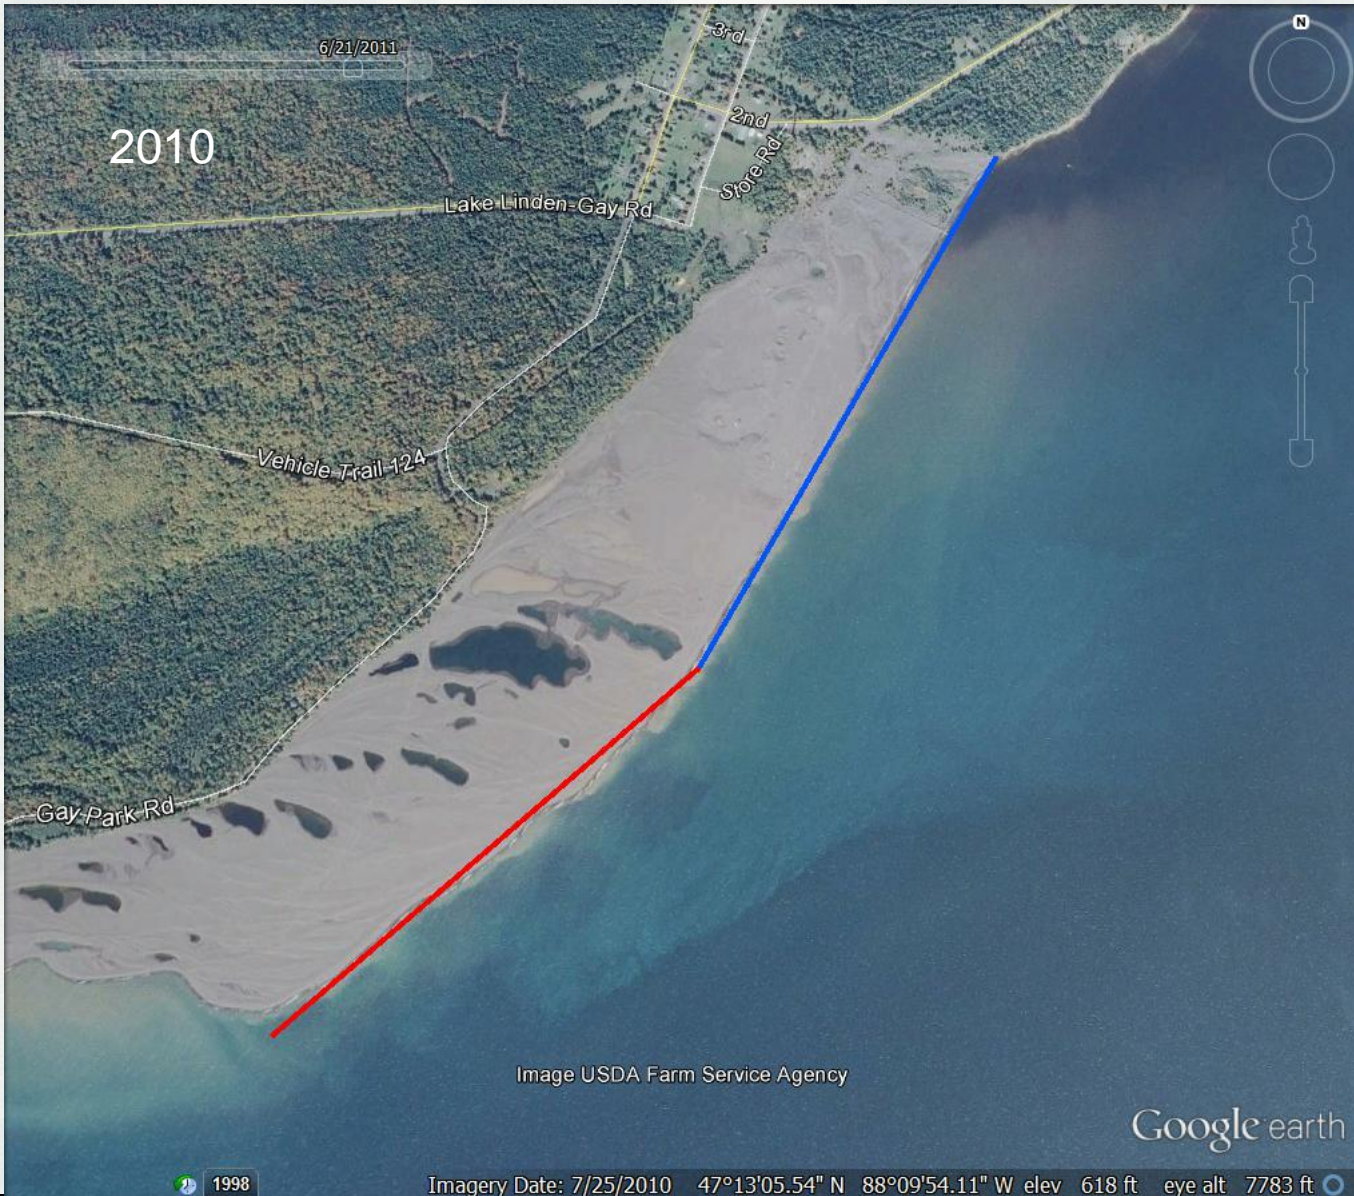 6/21/2011
N
3rd
2010
2nd
Store Rd
Lake Linden-Gay Rd
Vehicle Trail 124
Gay Park Rd
Image USDA Farm Service Agency
Google earth
1998
Imagery Date: 7/25/2010 47°13'05.54" N 88°09'54.11" W elev 618 ft eye alt 7783 ft